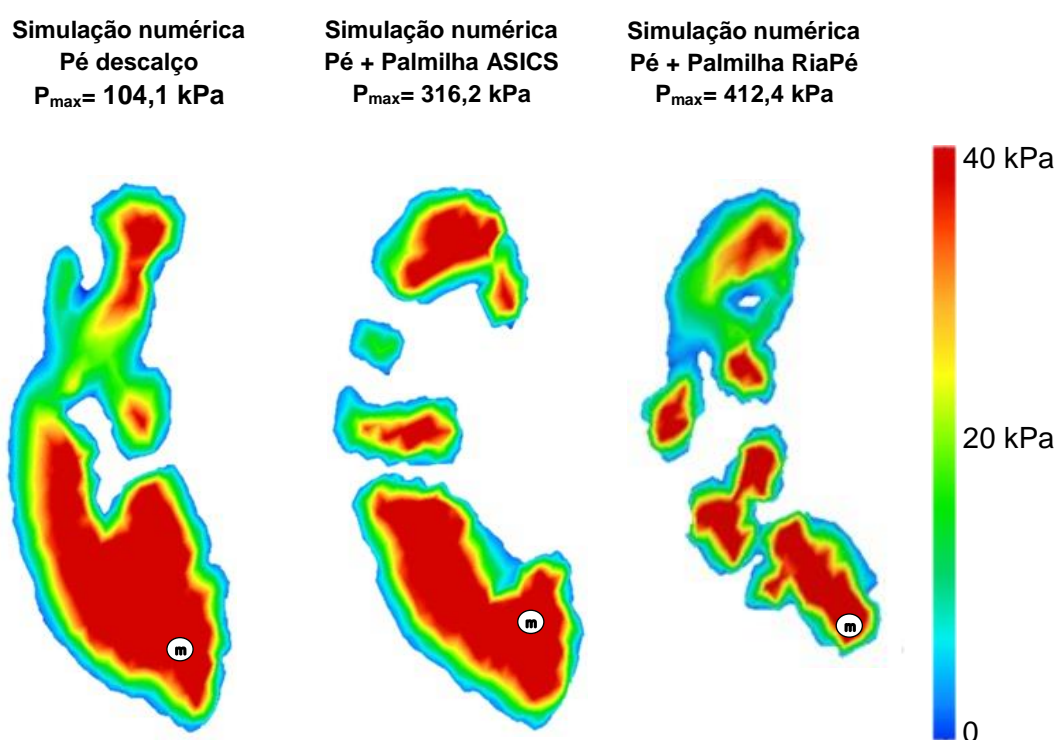 Simulação numérica
Pé descalço
Pmax= 104,1 kPa
Simulação numérica
Pé + Palmilha ASICS
Pmax= 316,2 kPa
Simulação numérica
Pé + Palmilha RiaPé
Pmax= 412,4 kPa
40 kPa
20 kPa
0
m
m
m